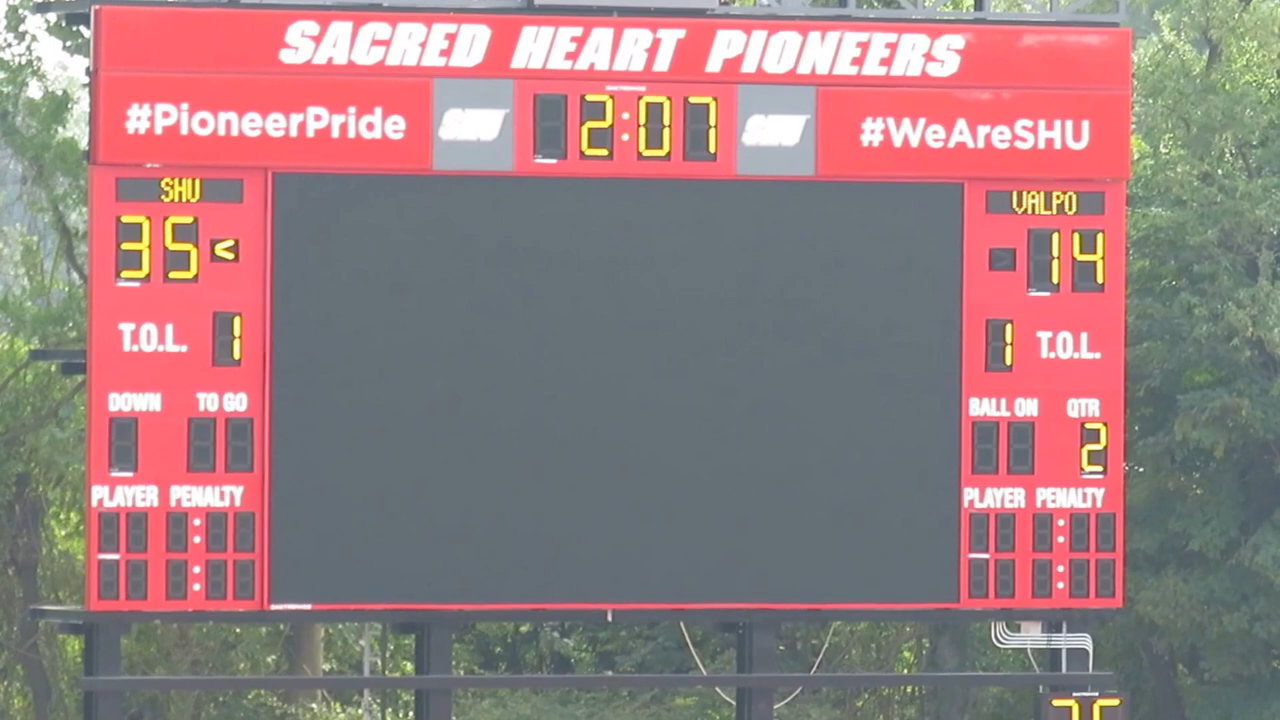 SACRED HEART PIONEERS
#PioneerPride SHU 2:07 SHU #WeAreSHU
SHU VALPO
35 < 14
T.O.L. 1 1 T.O.L.
DOWN TO GO BALL ON QTR
2
PLAYER PENALTY PLAYER PENALTY